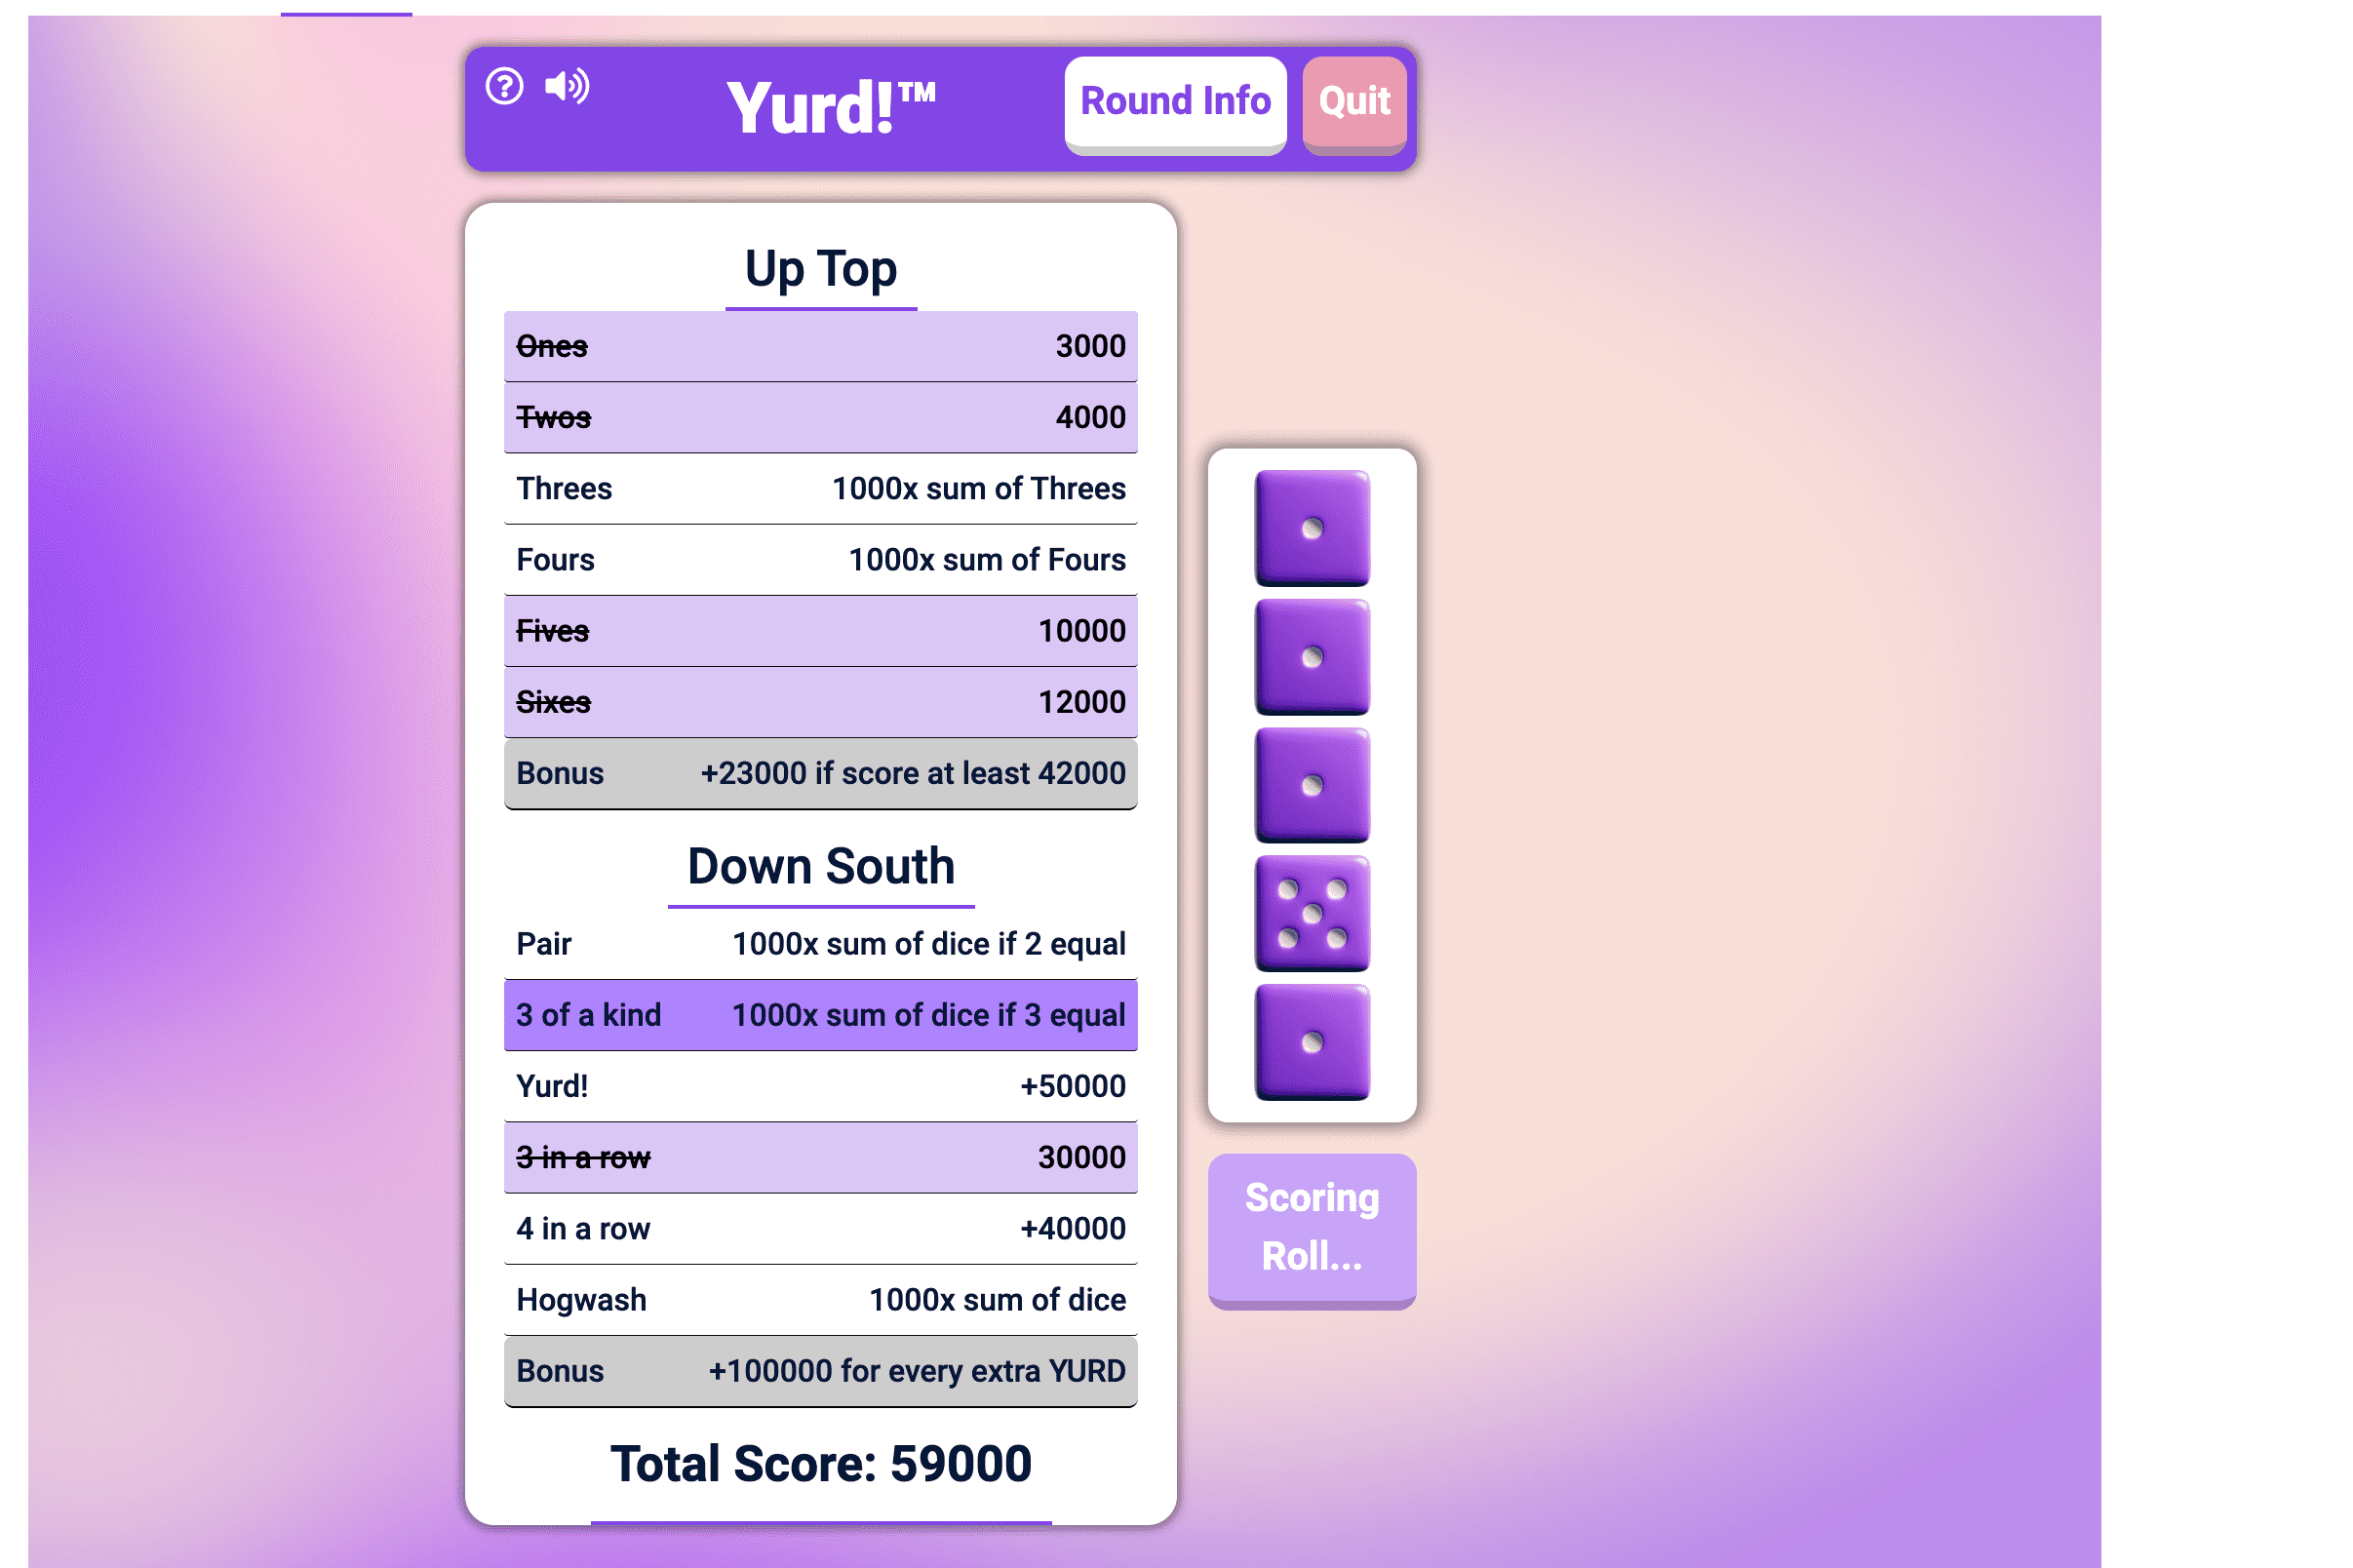 Yurd!™
Round Info
Quit
Up Top
Ones 3000
Twos 4000
Threes 1000x sum of Threes
Fours 1000x sum of Fours
Fives 10000
Sixes 12000
Bonus +23000 if score at least 42000
Down South
Pair 1000x sum of dice if 2 equal
3 of a kind 1000x sum of dice if 3 equal
Yurd! +50000
3 in a row 30000
4 in a row +40000
Hogwash 1000x sum of dice
Bonus +100000 for every extra YURD
Total Score: 59000
Scoring
Roll...